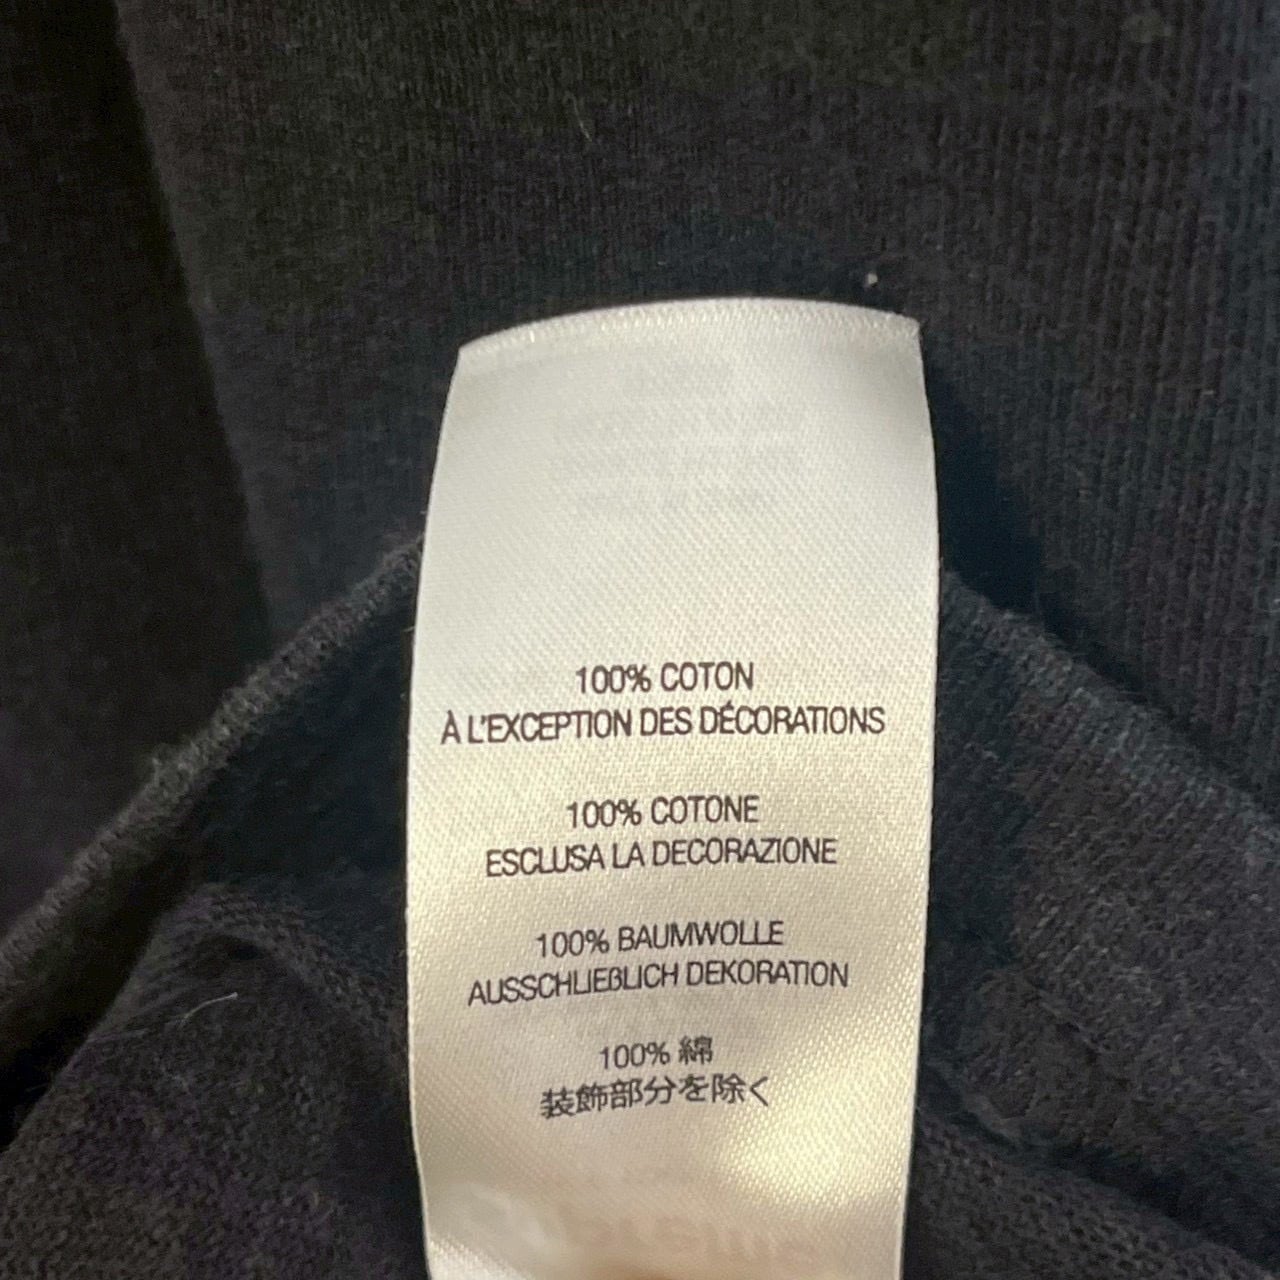 100% COTON
À L'EXCEPTION DES DÉCORATIONS
100% COTONE
ESCLUSA LA DECORAZIONE
100% BAUMWOLLE
AUSSCHLIEẞLICH DEKORATION
100% 綿
装飾部分を除く